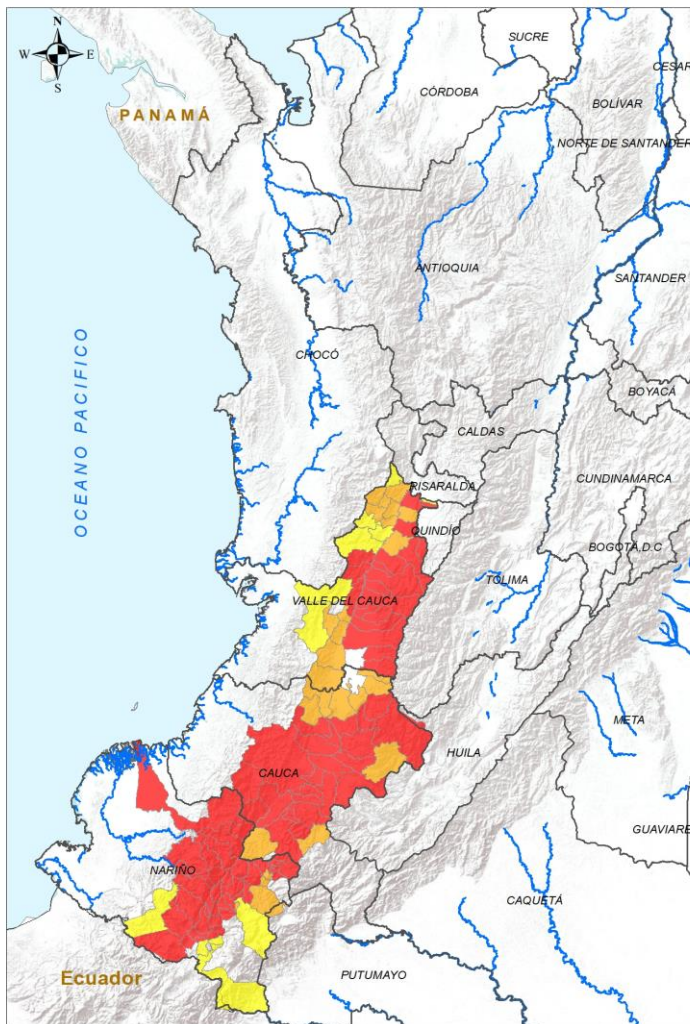 N
W
E
S
SUCRE
CESAR
CÓRDOBA
BOLÍVAR
PANAMÁ
NORTE DE SANTANDER
ANTIOQUIA
SANTANDER
OCEANO PACIFICO
CHOCÓ
BOYACÁ
CALDAS
CUNDINAMARCA
RISARALDA
QUINDÍO
BOGOTÁ,D.C
TOLIMA
VALLE DEL CAUCA
META
HUILA
CAUCA
GUAVIARE
NARIÑO
CAQUETÁ
Ecuador
PUTUMAYO